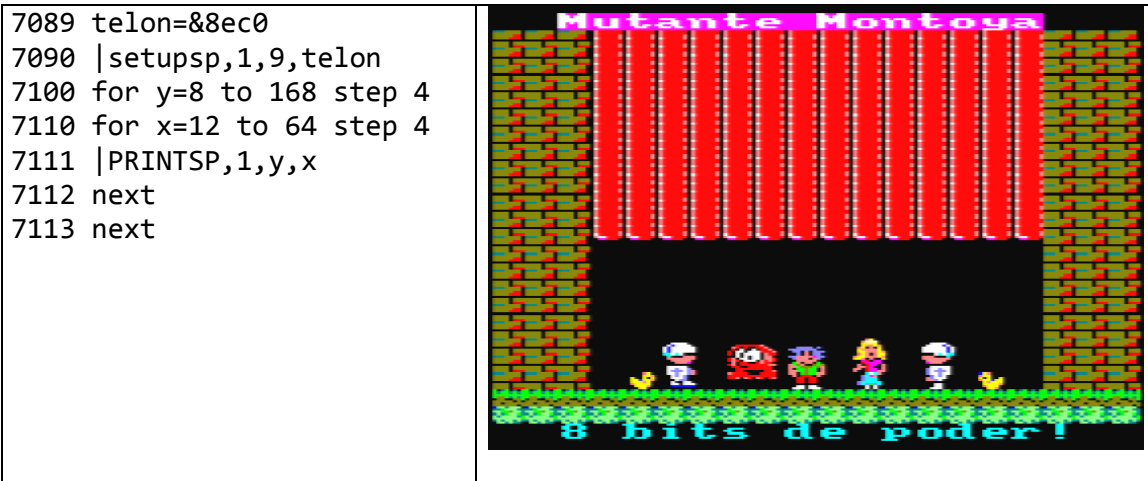 7089 telon=&8ec0
7090 |setupsp,1,9,telon
7100 for y=8 to 168 step 4
7110 for x=12 to 64 step 4
7111 |PRINTSP,1,y,x
7112 next
7113 next
Mutante Montoya
8 bits de poder!